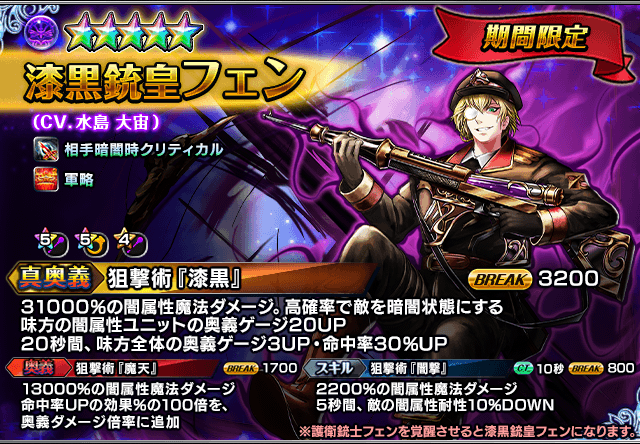 期間限定
漆黒銃皇フェン
(CV.水島 大宙)
相手暗闇時クリティカル
軍略
5 5 4
真奥義 狙撃術『漆黒』 BREAK 3200
31000%の闇属性魔法ダメージ。高確率で敵を暗闇状態にする
味方の闇属性ユニットの奥義ゲージ20UP
20秒間、味方全体の奥義ゲージ3UP・命中率30%UP
奥義 狙撃術『魔天』 BREAK 1700
13000%の闇属性魔法ダメージ
命中率UPの効果%の100倍を、
奥義ダメージ倍率に追加
スキル 狙撃術『闇撃』 CT 10秒 BREAK 800
2200%の闇属性魔法ダメージ
5秒間、敵の闇属性耐性10%DOWN
※護衛銃士フェンを覚醒させると漆黒銃皇フェンになります。